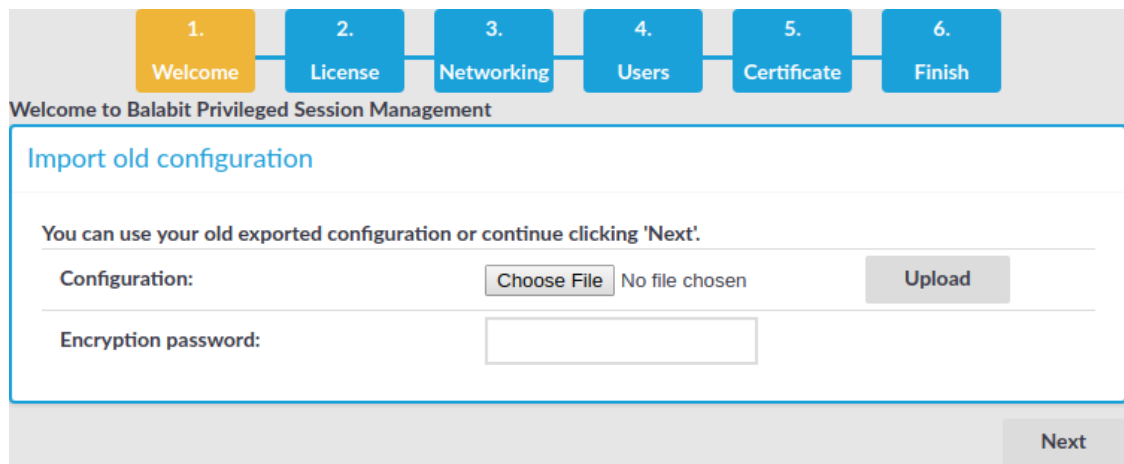 1. 2. 3. 4. 5. 6.
Welcome License Networking Users Certificate Finish
Welcome to Balabit Privileged Session Management
Import old configuration
You can use your old exported configuration or continue clicking 'Next'.
Configuration: Choose File No file chosen Upload
Encryption password:
Next